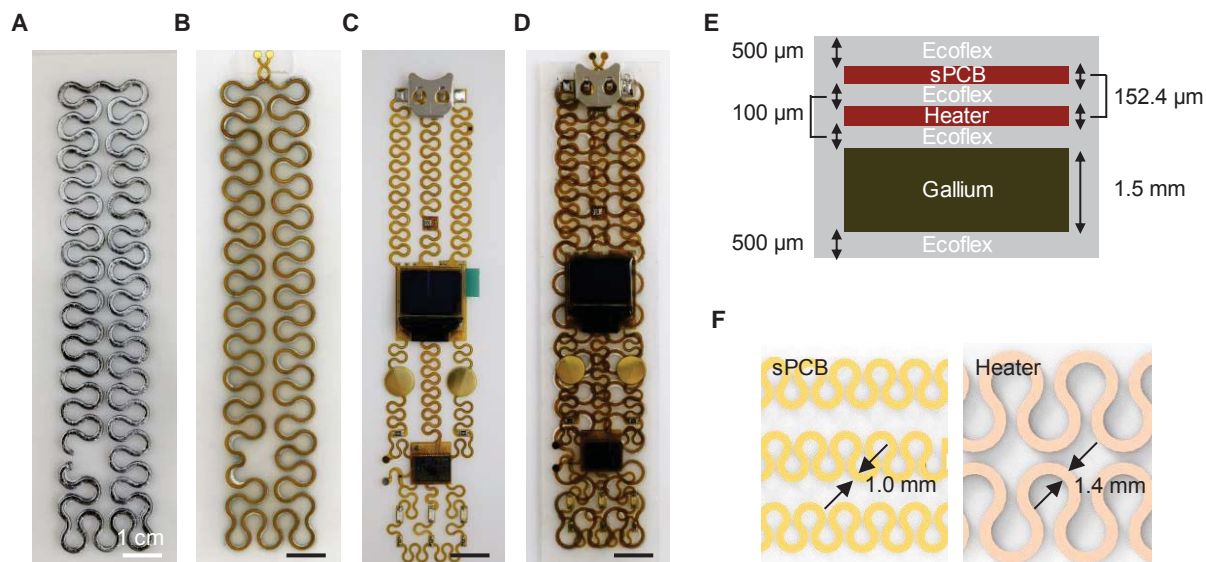 A
B
C
D
E
1 cm
500 µm
Ecoflex
sPCB
Ecoflex
152.4 µm
100 µm
Heater
Ecoflex
Gallium
1.5 mm
500 µm
Ecoflex
F
sPCB
1.0 mm
Heater
1.4 mm